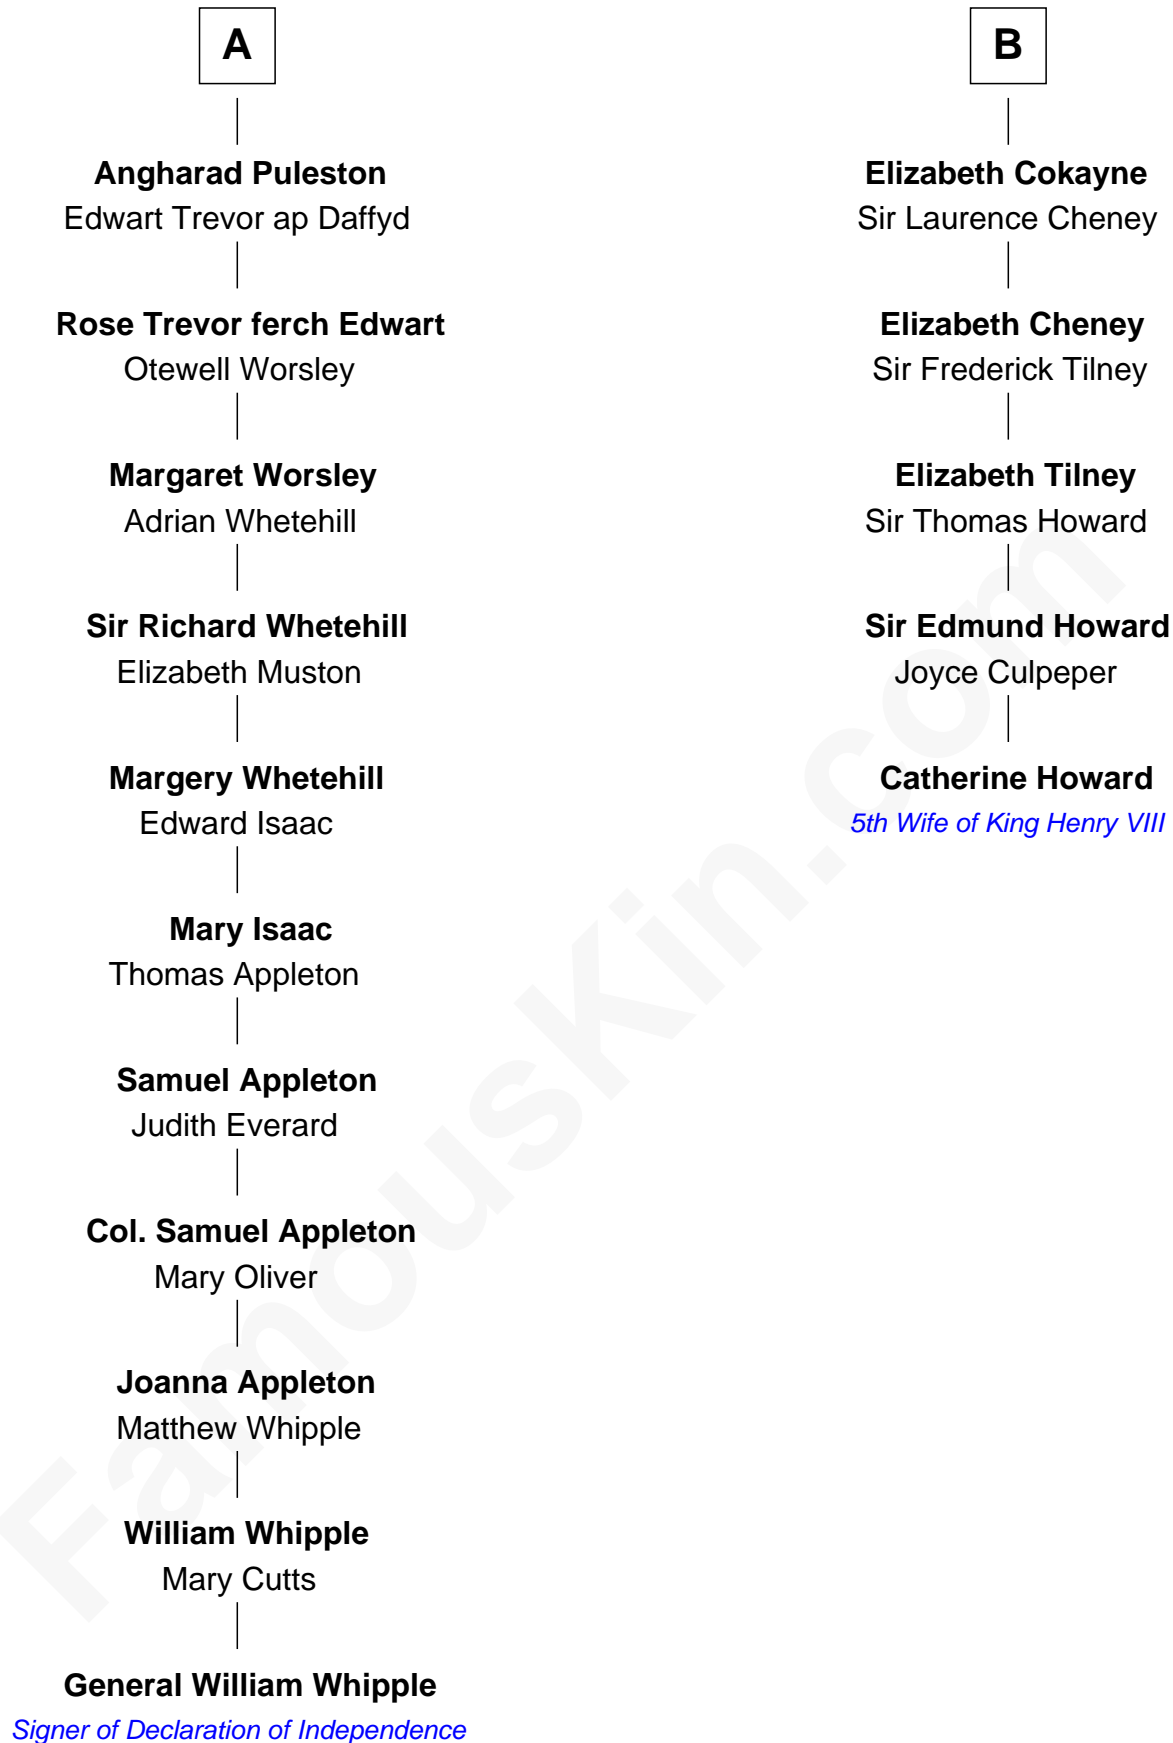 A
Angharad Puleston
Edwart Trevor ap Daffyd
Rose Trevor ferch Edwart
Otewell Worsley
Margaret Worsley
Adrian Whetehill
Sir Richard Whetehill
Elizabeth Muston
Margery Whetehill
Edward Isaac
Mary Isaac
Thomas Appleton
Samuel Appleton
Judith Everard
Col. Samuel Appleton
Mary Oliver
Joanna Appleton
Matthew Whipple
William Whipple
Mary Cutts
General William Whipple
Signer of Declaration of Independence
B
Elizabeth Cokayne
Sir Laurence Cheney
Elizabeth Cheney
Sir Frederick Tilney
Elizabeth Tilney
Sir Thomas Howard
Sir Edmund Howard
Joyce Culpeper
Catherine Howard
5th Wife of King Henry VIII
FamousKin.com